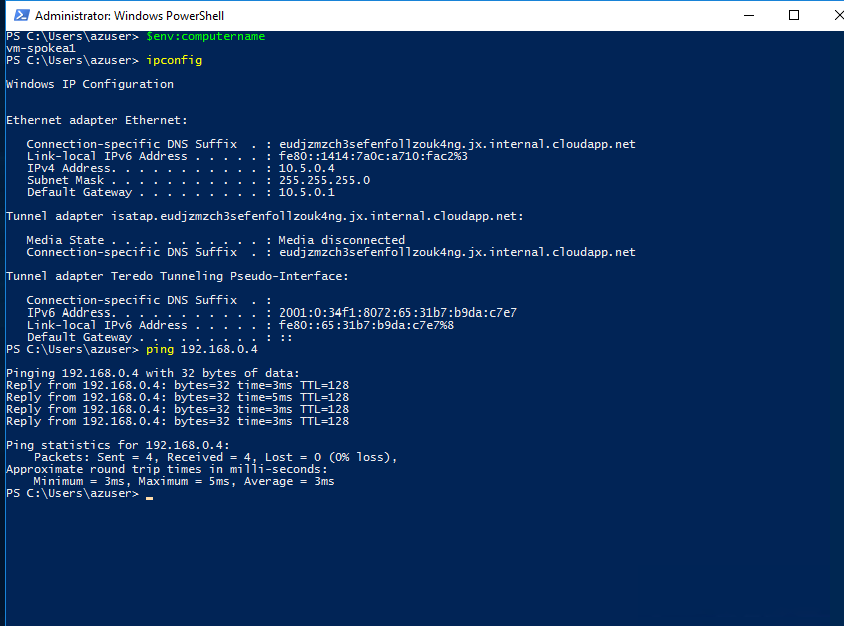 Administrator: Windows PowerShell
PS C:\Users\azuser> $env:computername
vm-spokea1
PS C:\Users\azuser> ipconfig
Windows IP Configuration
Ethernet adapter Ethernet:
Connection-specific DNS Suffix  . : eudjzmzch3sefenfollzouk4ng.jx.internal.cloudapp.net
Link-local IPv6 Address . . . . . : fe80::1414:7a0c:a710:fac2%3
IPv4 Address. . . . . . . . . . . : 10.5.0.4
Subnet Mask . . . . . . . . . . . : 255.255.255.0
Default Gateway . . . . . . . . . : 10.5.0.1
Tunnel adapter isatap.eudjzmzch3sefenfollzouk4ng.jx.internal.cloudapp.net:
Media State . . . . . . . . . . . : Media disconnected
Connection-specific DNS Suffix  . : eudjzmzch3sefenfollzouk4ng.jx.internal.cloudapp.net
Tunnel adapter Teredo Tunneling Pseudo-Interface:
Connection-specific DNS Suffix  . :
IPv6 Address. . . . . . . . . . . : 2001:0:34f1:8072:65:31b7:b9da:c7e7
Link-local IPv6 Address . . . . . : fe80::65:31b7:b9da:c7e7%8
Default Gateway . . . . . . . . . : ::
PS C:\Users\azuser> ping 192.168.0.4
Pinging 192.168.0.4 with 32 bytes of data:
Reply from 192.168.0.4: bytes=32 time=3ms TTL=128
Reply from 192.168.0.4: bytes=32 time=5ms TTL=128
Reply from 192.168.0.4: bytes=32 time=3ms TTL=128
Reply from 192.168.0.4: bytes=32 time=3ms TTL=128
Ping statistics for 192.168.0.4:
Packets: Sent = 4, Received = 4, Lost = 0 (0% loss),
Approximate round trip times in milli-seconds:
Minimum = 3ms, Maximum = 5ms, Average = 3ms
PS C:\Users\azuser>